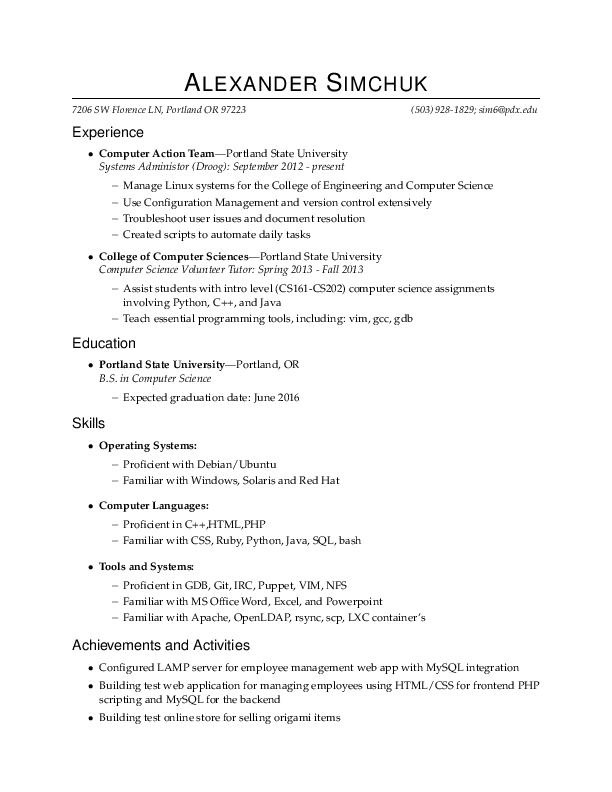 ALEXANDER SIMCHUK
7206 SW Florence LN, Portland OR 97223 (503) 928-1829; sim6@pdx.edu
Experience
• Computer Action Team—Portland State University
Systems Administor (Droog): September 2012 - present
– Manage Linux systems for the College of Engineering and Computer Science
– Use Configuration Management and version control extensively
– Troubleshoot user issues and document resolution
– Created scripts to automate daily tasks
• College of Computer Sciences—Portland State University
Computer Science Volunteer Tutor: Spring 2013 - Fall 2013
– Assist students with intro level (CS161-CS202) computer science assignments
involving Python, C++, and Java
– Teach essential programming tools, including: vim, gcc, gdb
Education
• Portland State University—Portland, OR
B.S. in Computer Science
– Expected graduation date: June 2016
Skills
• Operating Systems:
– Proficient with Debian/Ubuntu
– Familiar with Windows, Solaris and Red Hat
• Computer Languages:
– Proficient in C++,HTML,PHP
– Familiar with CSS, Ruby, Python, Java, SQL, bash
• Tools and Systems:
– Proficient in GDB, Git, IRC, Puppet, VIM, NFS
– Familiar with MS Office Word, Excel, and Powerpoint
– Familiar with Apache, OpenLDAP, rsync, scp, LXC container's
Achievements and Activities
• Configured LAMP server for employee management web app with MySQL integration
• Building test web application for managing employees using HTML/CSS for frontend PHP
scripting and MySQL for the backend
• Building test online store for selling origami items